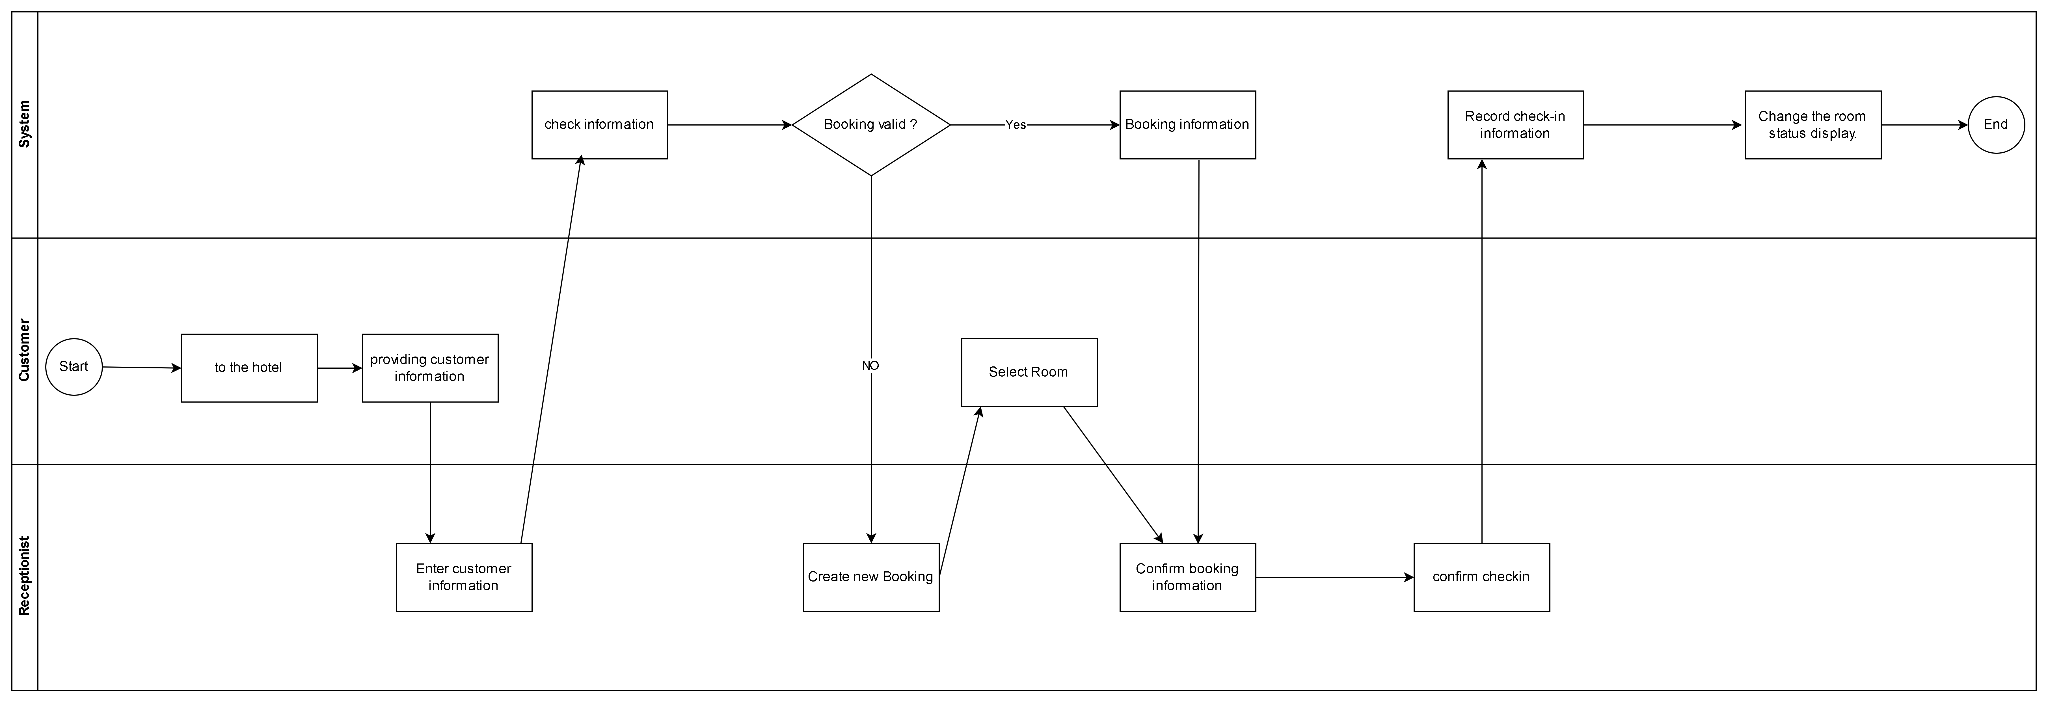 System
check information
Booking valid ?
Yes
Booking information
Record check-in
information
Change the room
status display.
End
Customer
Start
to the hotel
providing customer
information
NO
Select Room
Receptionist
Enter customer
information
Create new Booking
Confirm booking
information
confirm checkin